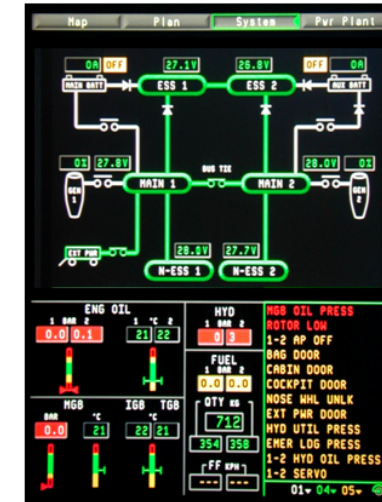 Map Plan System Pwr Plant
0A OFF 27.1V 26.8V OFF 0A
MAIN BATT ESS 1 ESS 2 AUX BATT
0% 27.8V BUS TIE 28.0V 0%
GEN 1 MAIN 1 MAIN 2 GEN 2
EXT PWR 28.0V 27.7V
N-ESS 1 N-ESS 2
ENG OIL
1 BAR 2 1 °C 2
0.0 0.1 21 22
MGB IGB TGB
BAR °C °C
0.0 21 22 21
HYD
1 BAR 2
0 3
FUEL
1 BAR 2
0.0 0.0
QTY KG
712
354 358
FF KPH
-- --
MGB OIL PRESS
ROTOR LOW
1-2 AP OFF
BAG DOOR
CABIN DOOR
COCKPIT DOOR
NOSE WHL UNLK
EXT PWR DOOR
HYD UTIL PRESS
EMER LDG PRESS
1-2 HYD OIL PRESS
1-2 SERVO
01 04 05